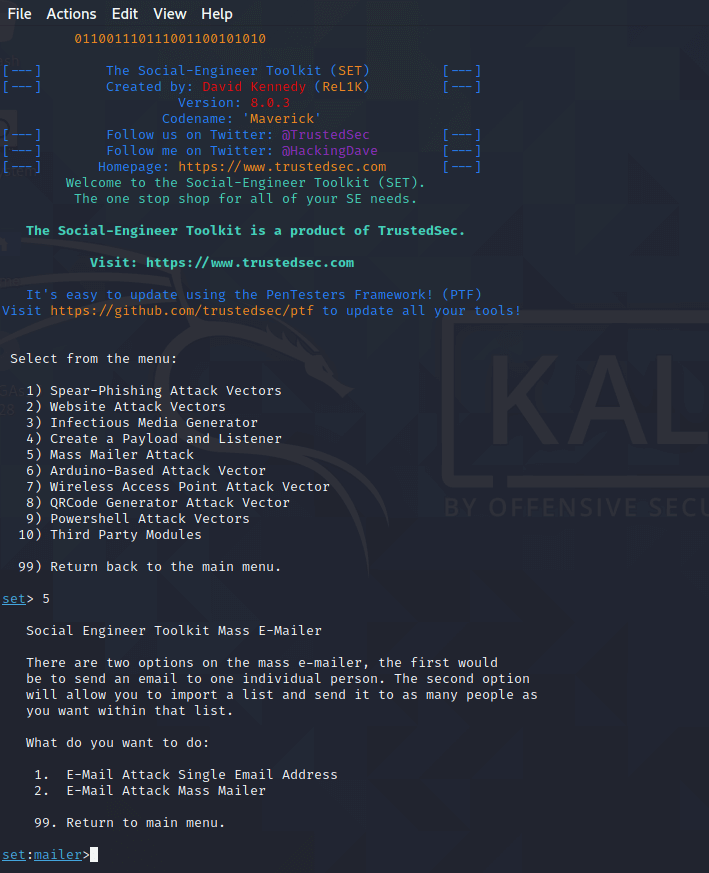 File Actions Edit View Help
011001110111001100101010
[---] The Social-Engineer Toolkit (SET) [---]
[---] Created by: David Kennedy (ReL1K) [---]
Version: 8.0.3
Codename: 'Maverick'
[---] Follow us on Twitter: @TrustedSec [---]
[---] Follow me on Twitter: @HackingDave [---]
[---] Homepage: https://www.trustedsec.com [---]
Welcome to the Social-Engineer Toolkit (SET).
The one stop shop for all of your SE needs.
The Social-Engineer Toolkit is a product of TrustedSec.
Visit: https://www.trustedsec.com
It's easy to update using the PenTesters Framework! (PTF)
Visit https://github.com/trustedsec/ptf to update all your tools!
Select from the menu:
1) Spear-Phishing Attack Vectors
2) Website Attack Vectors
3) Infectious Media Generator
4) Create a Payload and Listener
5) Mass Mailer Attack
6) Arduino-Based Attack Vector
7) Wireless Access Point Attack Vector
8) QRCode Generator Attack Vector
9) Powershell Attack Vectors
10) Third Party Modules
99) Return back to the main menu.
set> 5
Social Engineer Toolkit Mass E-Mailer
There are two options on the mass e-mailer, the first would
be to send an email to one individual person. The second option
will allow you to import a list and send it to as many people as
you want within that list.
What do you want to do:
1. E-Mail Attack Single Email Address
2. E-Mail Attack Mass Mailer
99. Return to main menu.
set:mailer>
KAL
BY OFFENSIVE SECU